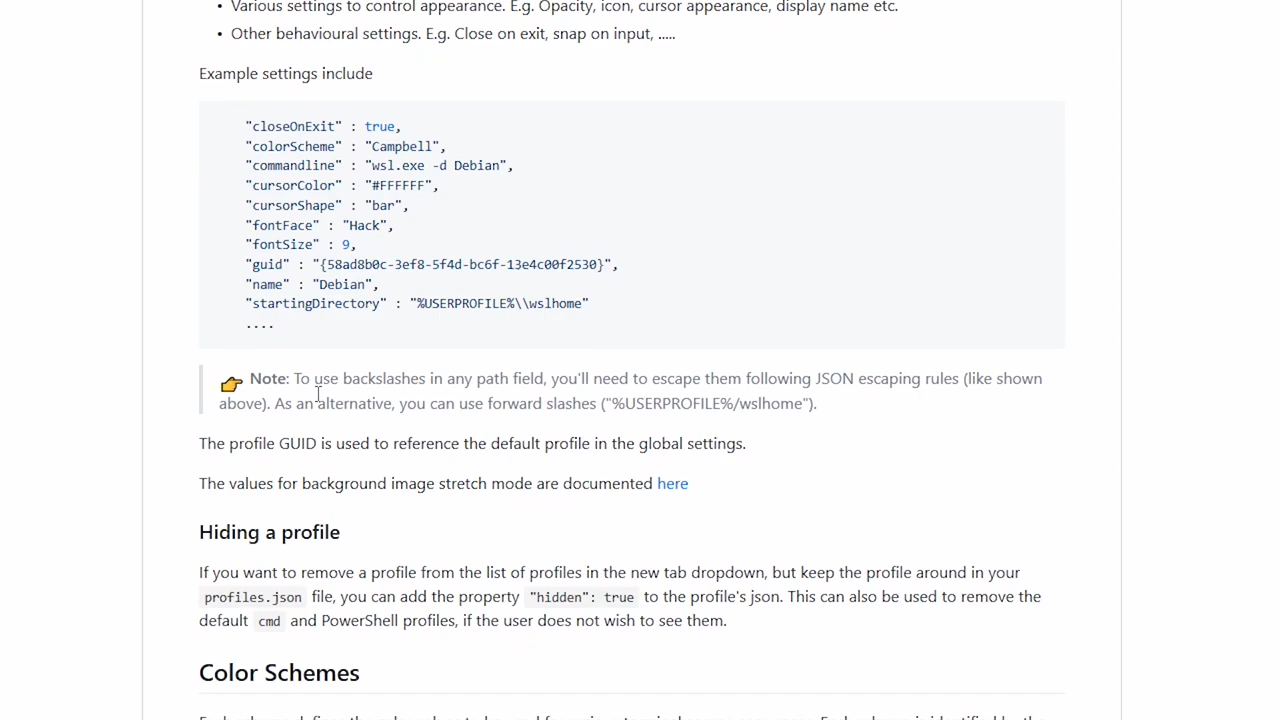 • Various settings to control appearance. E.g. Opacity, icon, cursor appearance, display name etc.
• Other behavioural settings. E.g. Close on exit, snap on input, .....
Example settings include
"closeOnExit" : true,
"colorScheme" : "Campbell",
"commandline" : "wsl.exe -d Debian",
"cursorColor" : "#FFFFFF",
"cursorShape" : "bar",
"fontFace" : "Hack",
"fontSize" : 9,
"guid" : "{58ad8b0c-3ef8-5f4d-bc6f-13e4c00f2530}",
"name" : "Debian",
"startingDirectory" : "%USERPROFILE%\\wslhome"
....
👉 Note: To use backslashes in any path field, you'll need to escape them following JSON escaping rules (like shown
above). As an alternative, you can use forward slashes ("%USERPROFILE%/wslhome").
The profile GUID is used to reference the default profile in the global settings.
The values for background image stretch mode are documented here
Hiding a profile
If you want to remove a profile from the list of profiles in the new tab dropdown, but keep the profile around in your
profiles.json file, you can add the property "hidden": true to the profile's json. This can also be used to remove the
default cmd and PowerShell profiles, if the user does not wish to see them.
Color Schemes